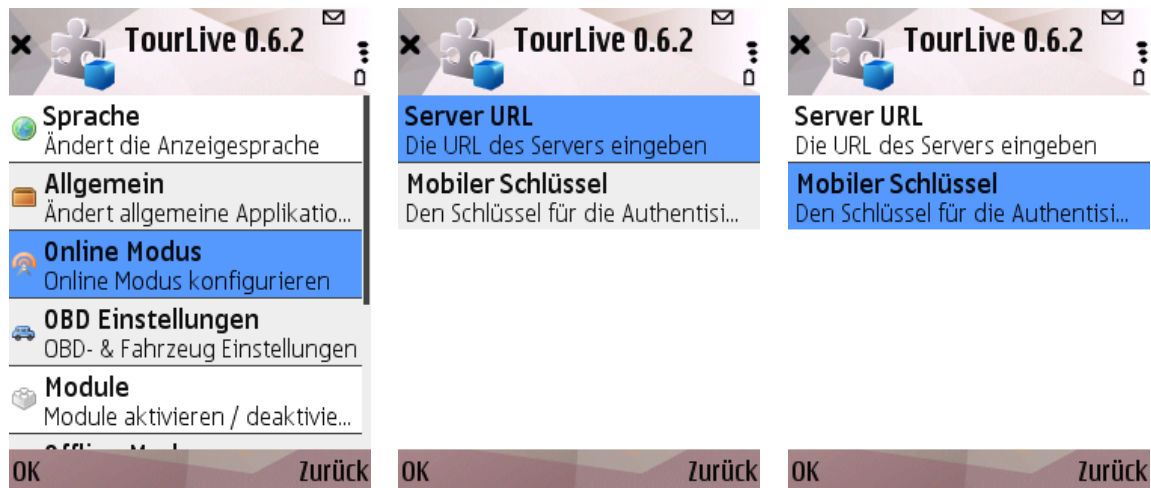 TourLive 0.6.2
Sprache
Ändert die Anzeigesprache
Allgemein
Ändert allgemeine Applikatio...
Online Modus
Online Modus konfigurieren
OBD Einstellungen
OBD- & Fahrzeug Einstellungen
Module
Module aktivieren / deaktivie...
OK Zurück
TourLive 0.6.2
Server URL
Die URL des Servers eingeben
Mobiler Schlüssel
Den Schlüssel für die Authentisi...
OK Zurück
TourLive 0.6.2
Server URL
Die URL des Servers eingeben
Mobiler Schlüssel
Den Schlüssel für die Authentisi...
OK Zurück